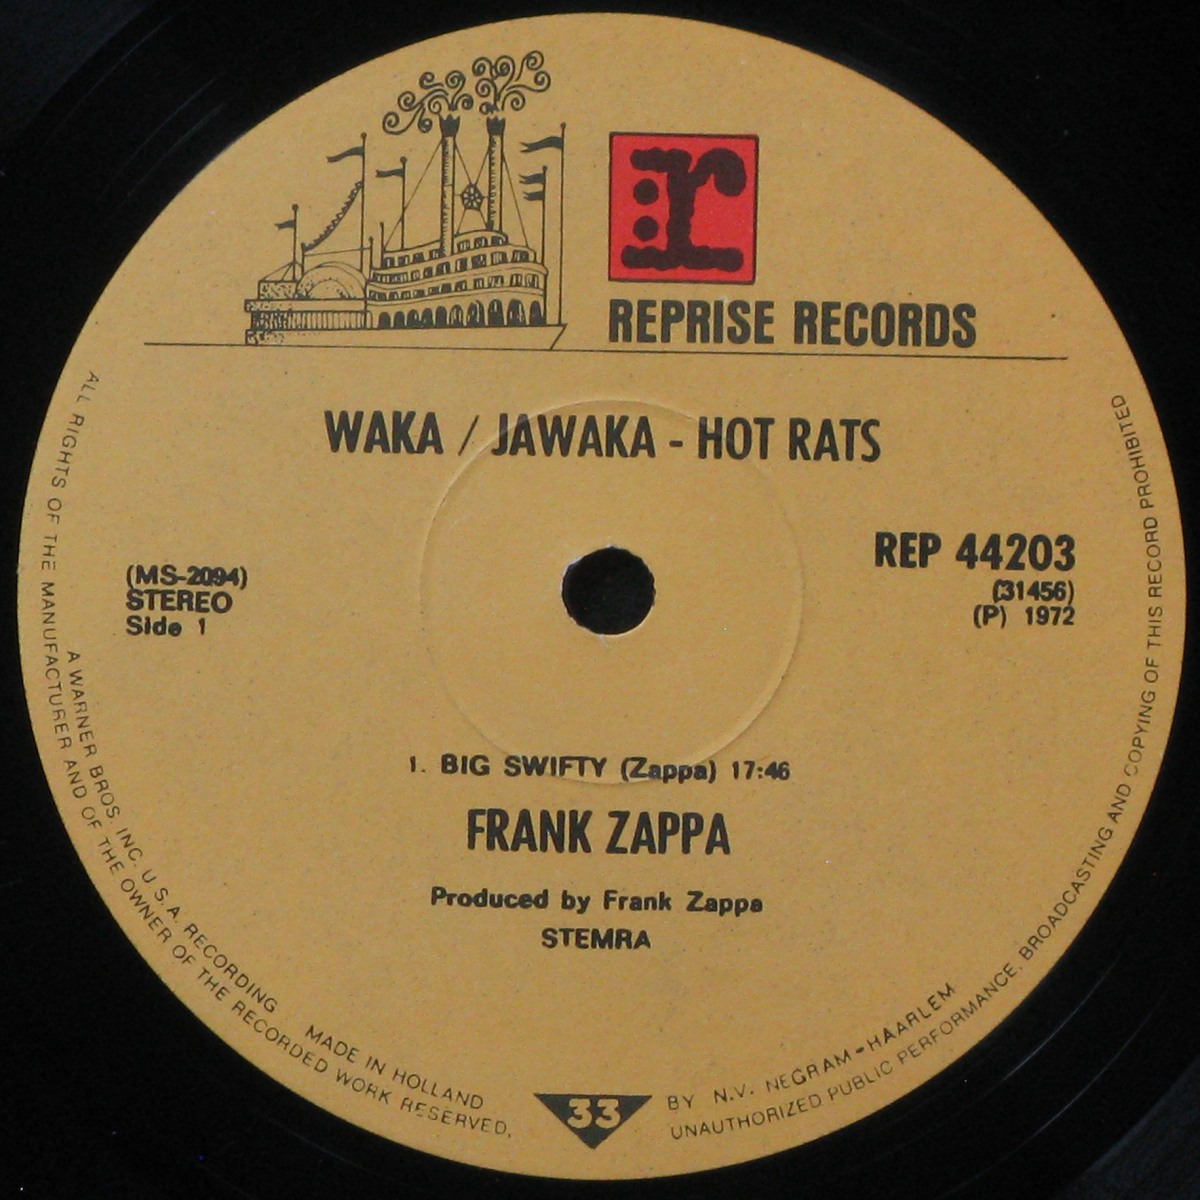 r:
REPRISE RECORDS
WAKA / JAWAKA - HOT RATS
(MS-2094)
STEREO
Side 1
REP 44203
(31456)
(P) 1972
1. BIG SWIFTY (Zappa) 17:46
FRANK ZAPPA
Produced by Frank Zappa
STEMRA
A WARNER BROS. INC. U.S.A. RECORDING MADE IN HOLLAND
33
BY N.V. NEGRAM-HAARLEM
ALL RIGHTS OF THE MANUFACTURER AND OF THE OWNER OF THE RECORDED WORK RESERVED,
UNAUTHORIZED PUBLIC PERFORMANCE, BROADCASTING AND COPYING OF THIS RECORD PROHIBITED